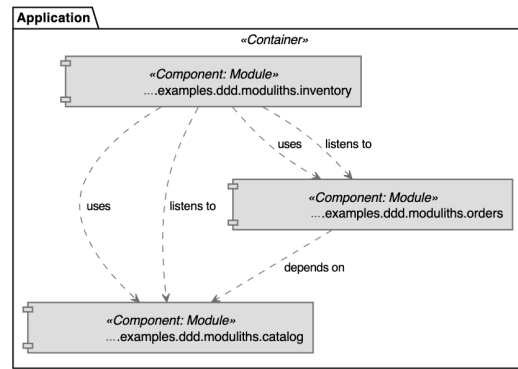 Application
«Container»
«Component: Module»
....examples.ddd.moduliths.inventory
uses
listens to
uses
listens to
«Component: Module»
....examples.ddd.moduliths.orders
depends on
«Component: Module»
....examples.ddd.moduliths.catalog